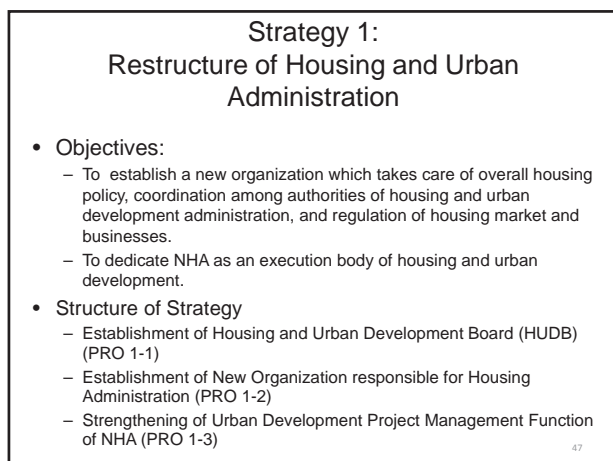 Strategy 1:
Restructure of Housing and Urban
Administration
• Objectives:
– To establish a new organization which takes care of overall housing
policy, coordination among authorities of housing and urban
development administration, and regulation of housing market and
businesses.
– To dedicate NHA as an execution body of housing and urban
development.
• Structure of Strategy
– Establishment of Housing and Urban Development Board (HUDB)
(PRO 1-1)
– Establishment of New Organization responsible for Housing
Administration (PRO 1-2)
– Strengthening of Urban Development Project Management Function
of NHA (PRO 1-3)
47